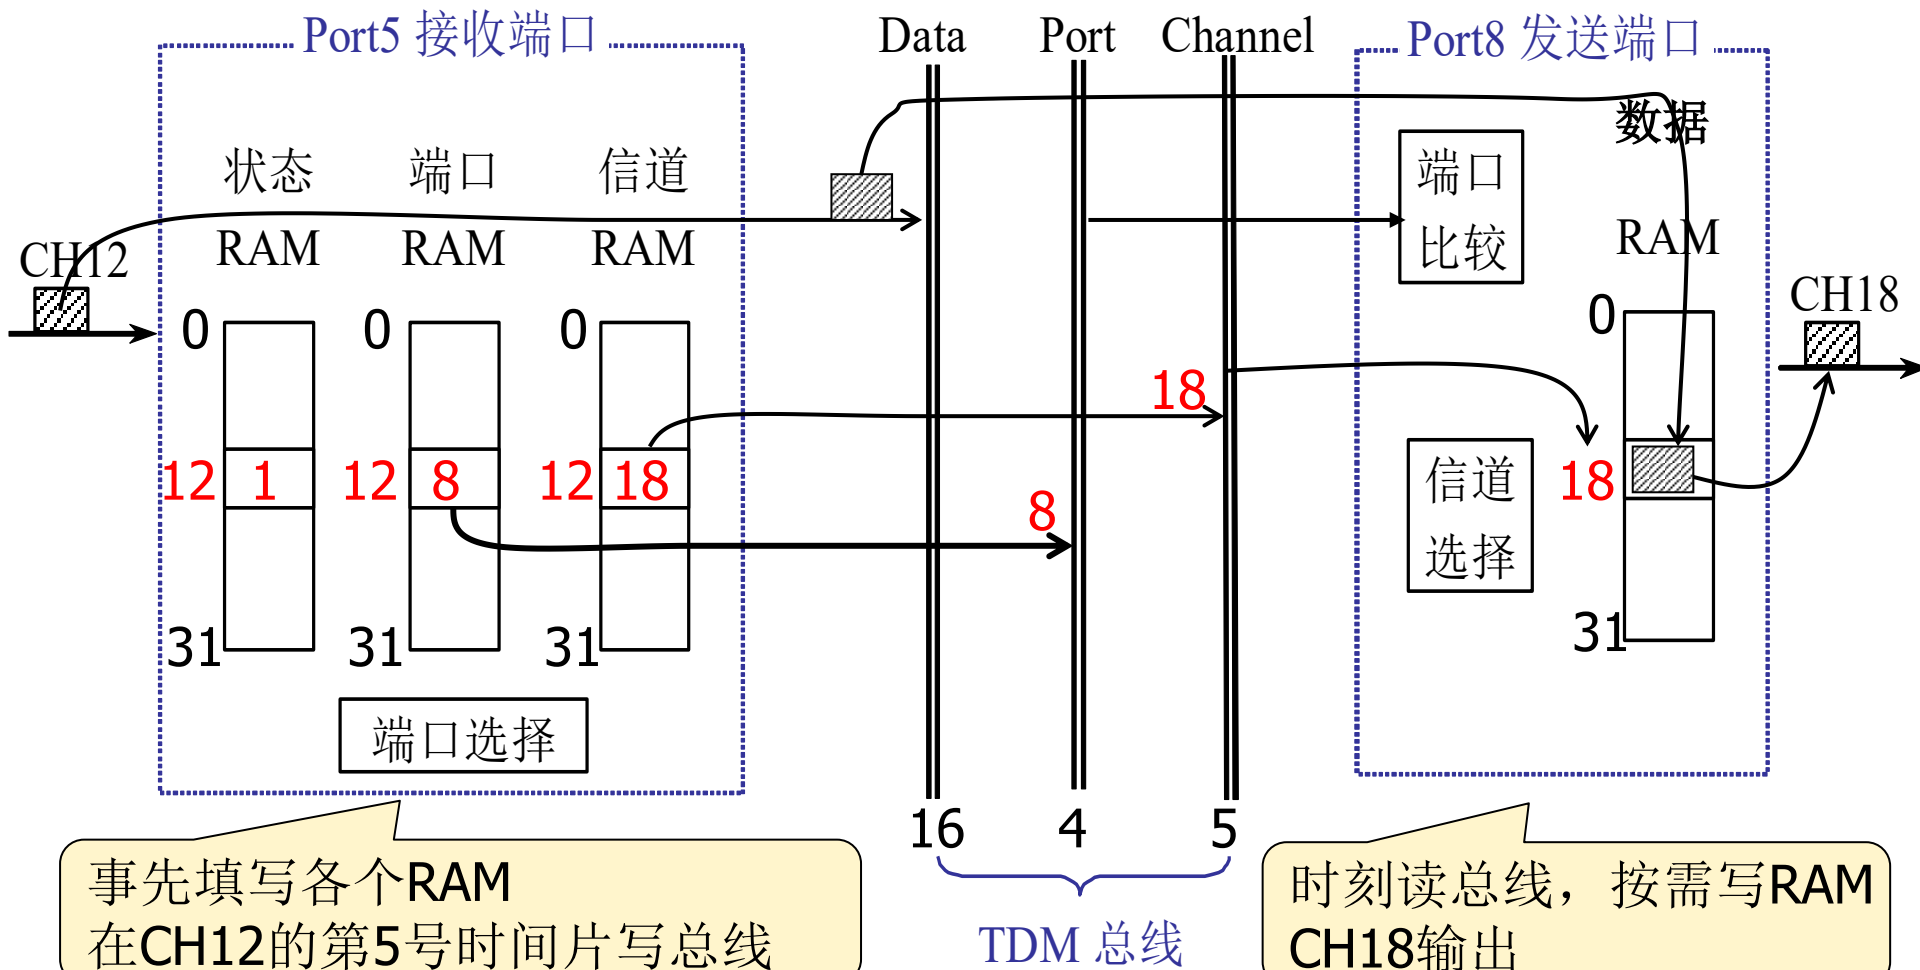 Port5 接收端口
Data
Port
Channel
Port8 发送端口
状态
RAM
端口
RAM
信道
RAM
CH12
0
0
0
12
1
12
8
12
18
31
31
31
端口选择
18
8
16
4
5
TDM 总线
端口
比较
数据
RAM
0
信道
选择
18
31
CH18
事先填写各个RAM
在CH12的第5号时间片写总线
时刻读总线，按需写RAM
CH18输出